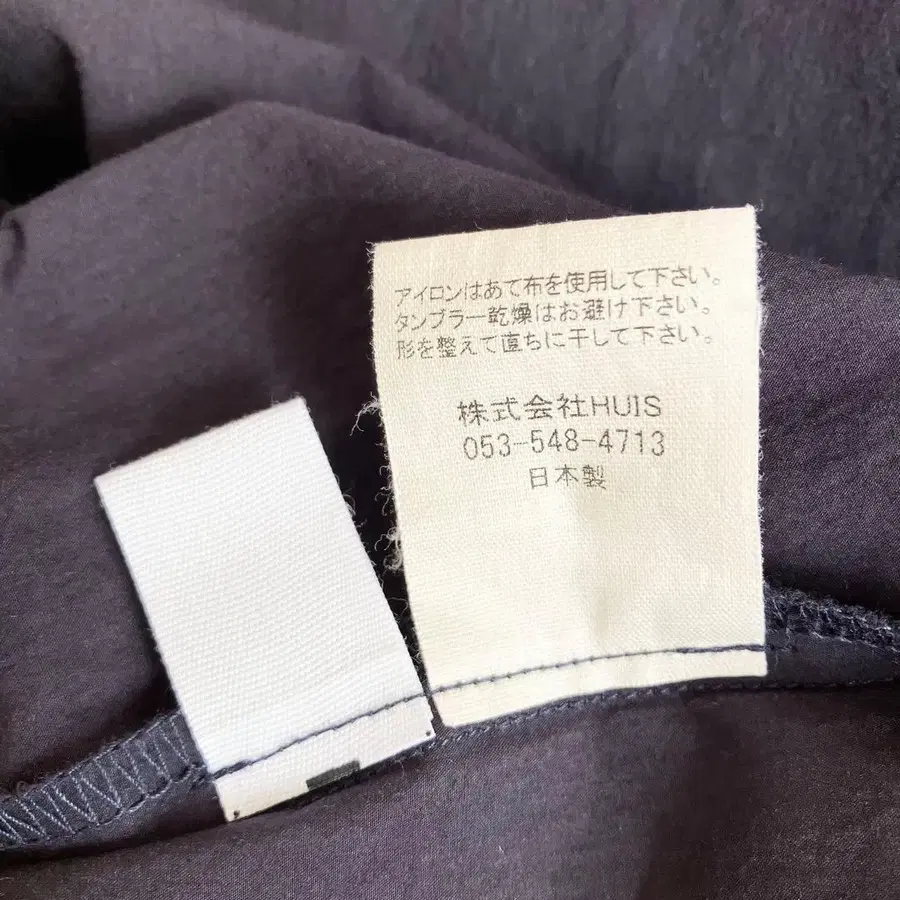 アイロンはあて布を使用して下さい。
タンブラー乾燥はお避け下さい。
形を整えて直ちに干して下さい。
株式会社HUIS
053-548-4713
日本製